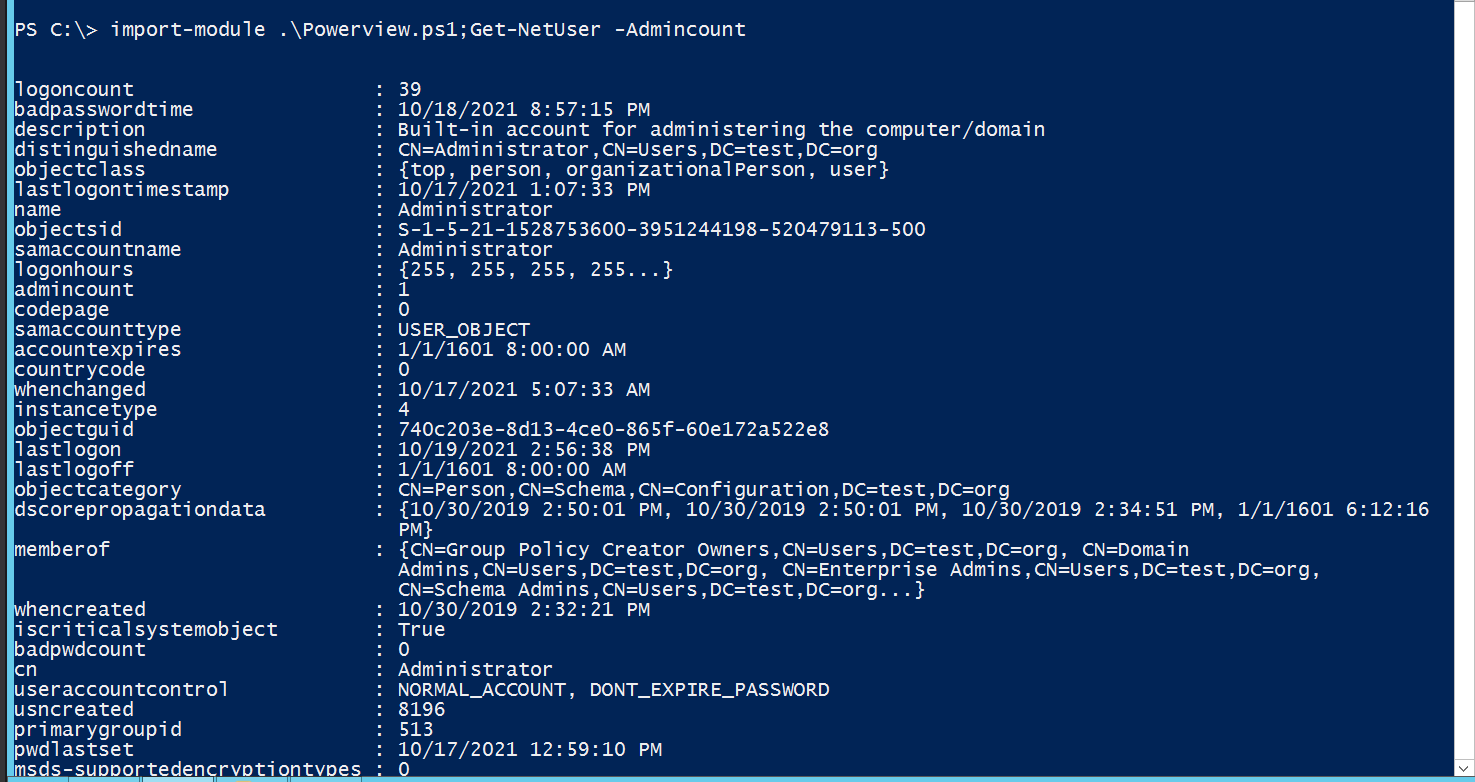 PS C:\> import-module .\Powerview.ps1;Get-NetUser -Admincount
logoncount : 39
badpasswordtime : 10/18/2021 8:57:15 PM
description : Built-in account for administering the computer/domain
distinguishedname : CN=Administrator,CN=Users,DC=test,DC=org
objectclass : {top, person, organizationalPerson, user}
lastlogontimestamp : 10/17/2021 1:07:33 PM
name : Administrator
objectsid : S-1-5-21-1528753600-3951244198-520479113-500
samaccountname : Administrator
logonhours : {255, 255, 255, 255...}
admincount : 1
codepage : 0
samaccounttype : USER_OBJECT
accountexpires : 1/1/1601 8:00:00 AM
countrycode : 0
whenchanged : 10/17/2021 5:07:33 AM
instancetype : 4
objectguid : 740c203e-8d13-4ce0-865f-60e172a522e8
lastlogon : 10/19/2021 2:56:38 PM
lastlogoff : 1/1/1601 8:00:00 AM
objectcategory : CN=Person,CN=Schema,CN=Configuration,DC=test,DC=org
dscorepropagationdata : {10/30/2019 2:50:01 PM, 10/30/2019 2:50:01 PM, 10/30/2019 2:34:51 PM, 1/1/1601 6:12:16
PM}
memberof : {CN=Group Policy Creator Owners,CN=Users,DC=test,DC=org, CN=Domain
Admins,CN=Users,DC=test,DC=org, CN=Enterprise Admins,CN=Users,DC=test,DC=org,
CN=Schema Admins,CN=Users,DC=test,DC=org...}
whencreated : 10/30/2019 2:32:21 PM
iscriticalsystemobject : True
badpwdcount : 0
cn : Administrator
useraccountcontrol : NORMAL_ACCOUNT, DONT_EXPIRE_PASSWORD
usncreated : 8196
primarygroupid : 513
pwdlastset : 10/17/2021 12:59:10 PM
msds-supportedencryptiontypes : 0